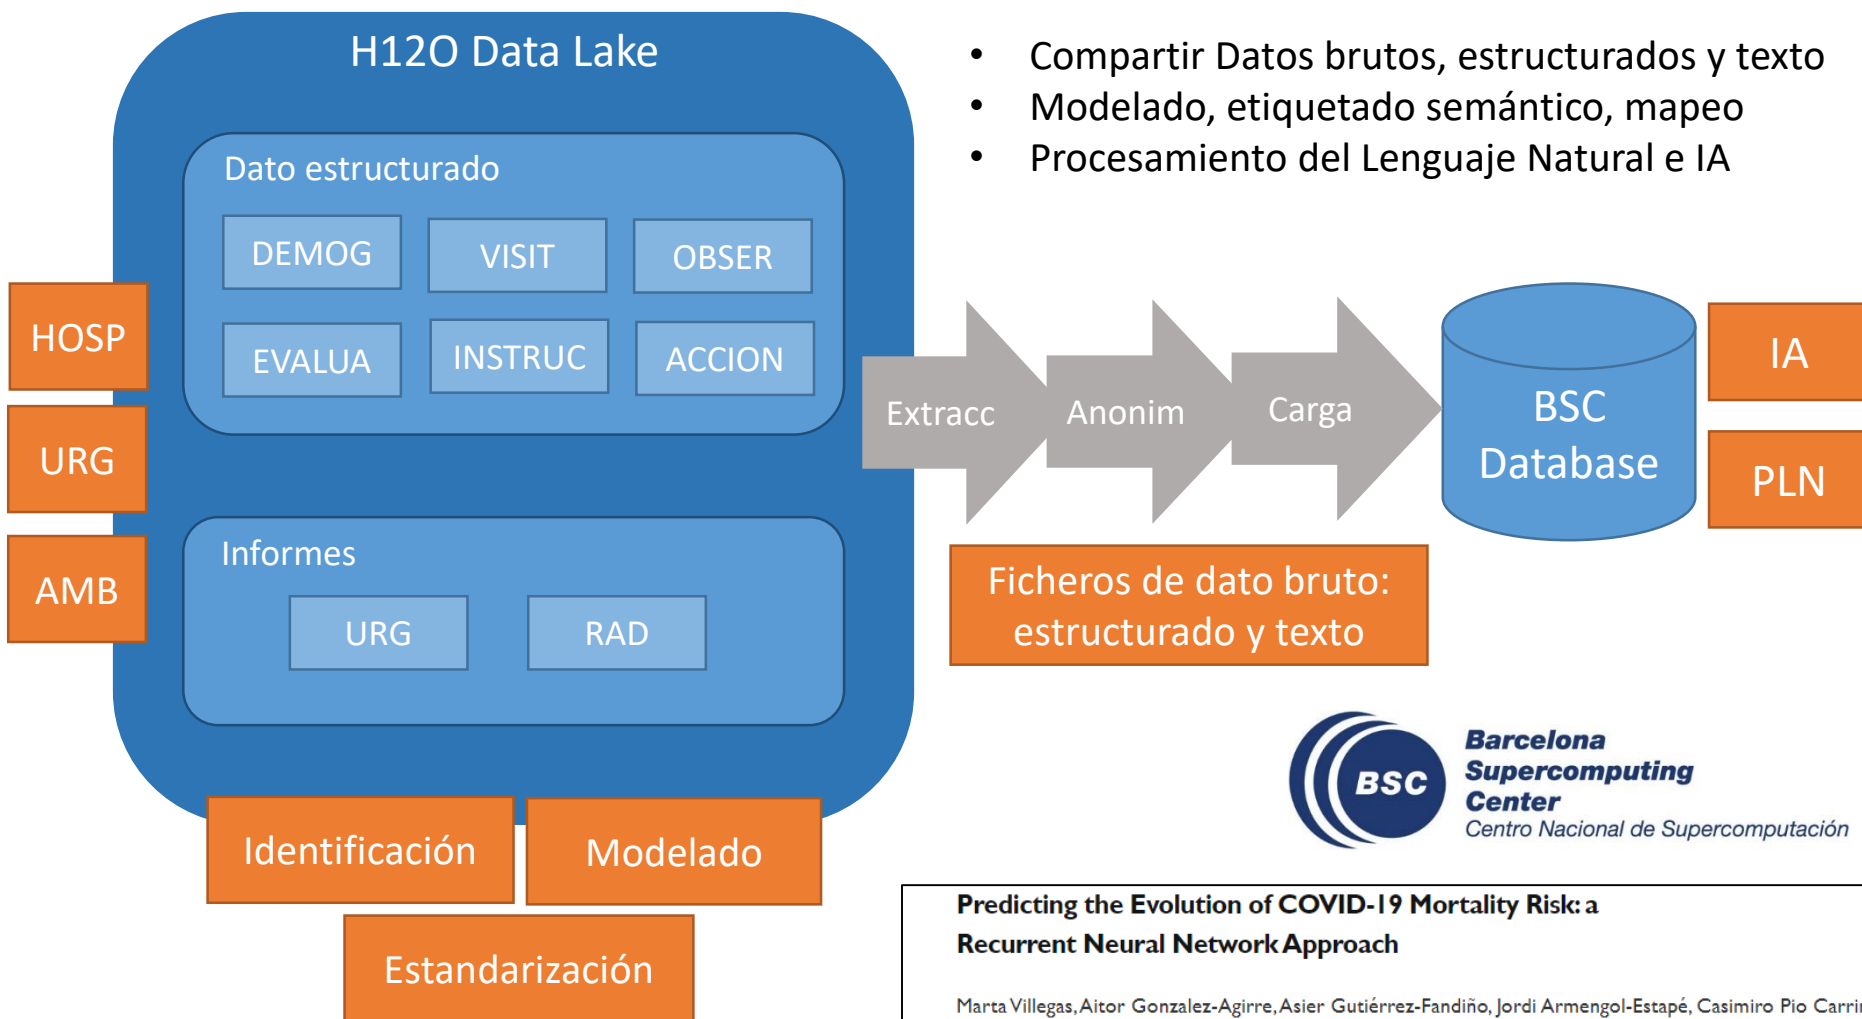 H12O Data Lake
Dato estructurado
DEMOG
VISIT
OBSER
EVALUA
INSTRUC
ACCION
Informes
URG
RAD
HOSP
URG
AMB
Identificación
Modelado
Estandarización
• Compartir Datos brutos, estructurados y texto
• Modelado, etiquetado semántico, mapeo
• Procesamiento del Lenguaje Natural e IA
Extracc
Anonim
Carga
BSC
Database
IA
PLN
Ficheros de dato bruto:
estructurado y texto
BSC
Barcelona
Supercomputing
Center
Centro Nacional de Supercomputación
Predicting the Evolution of COVID-19 Mortality Risk: a
Recurrent Neural Network Approach
Marta Villegas, Aitor Gonzalez-Agirre, Asier Gutiérrez-Fandiño, Jordi Armengol-Estapé, Casimiro Pio